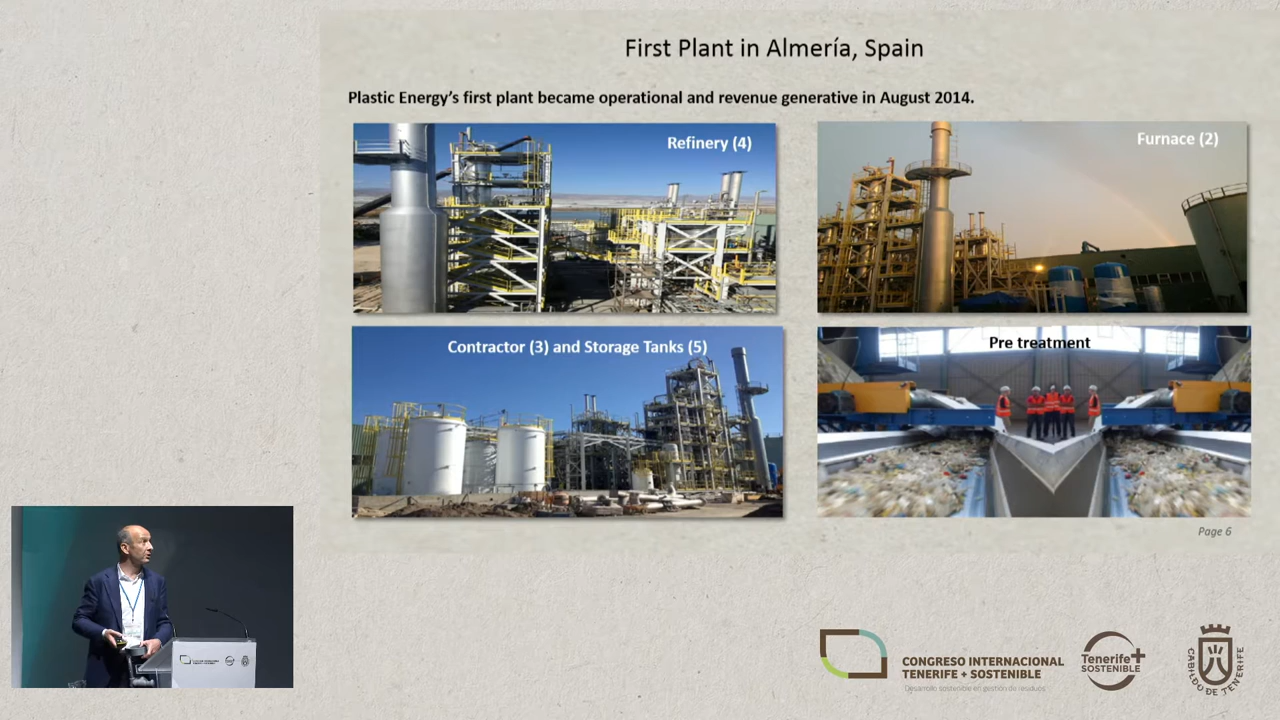 First Plant in Almería, Spain
Plastic Energy’s first plant became operational and revenue generative in August 2014.
Refinery (4)
Furnace (2)
Contractor (3) and Storage Tanks (5)
Pre treatment
Page 6
CONGRESO INTERNACIONAL
TENERIFE + SOSTENIBLE
Desarrollo sostenible en gestión de residuos
Tenerife+
SOSTENIBLE
CABILDO DE TENERIFE